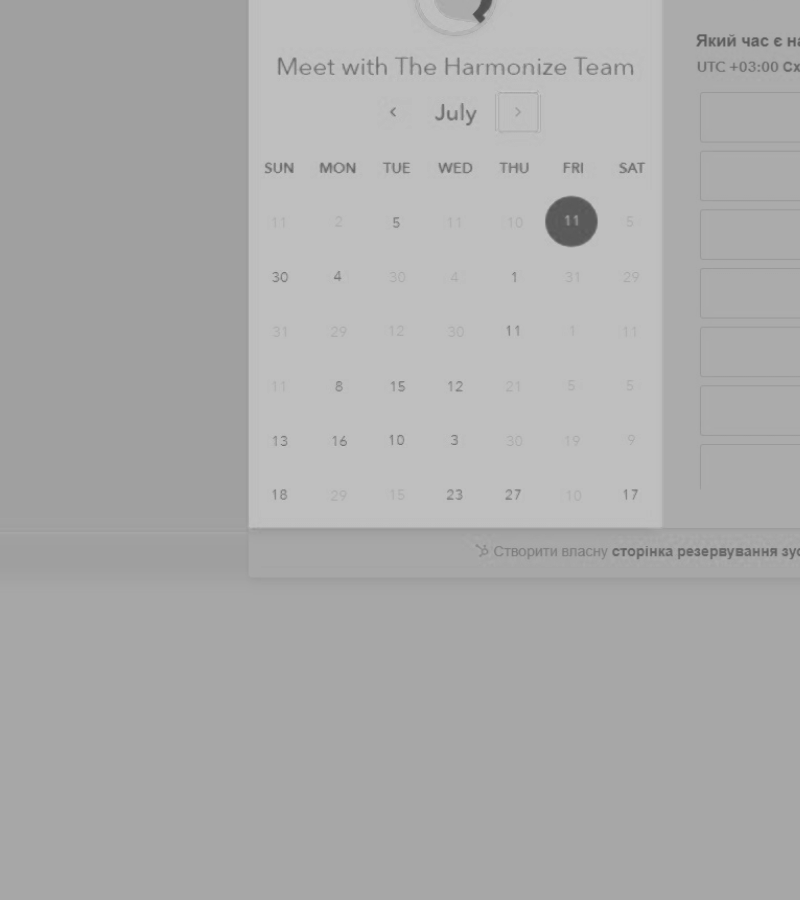 Meet with The Harmonize Team
July
SUN MON TUE WED THU FRI SAT
11 2 5 11 10 11 5
30 4 30 4 1 31 29
31 29 12 30 11 1 11
11 8 15 12 21 5 5
13 16 10 3 30 19 9
18 29 15 23 27 10 17
Який час є
UTC +03:00
Створити власну сторінка резервування